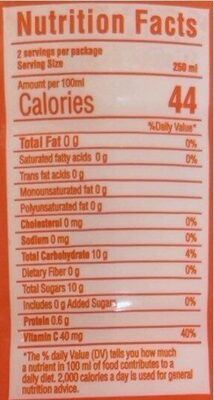 Nutrition Facts
2 servings per package
Serving Size 250 ml
Amount per 100ml
Calories 44
%Daily Value*
Total Fat 0 g 0%
Saturated fatty acids 0 g 0%
Trans fat acids 0 g
Monounsaturated fat 0 g
Polyunsaturated fat 0 g
Cholesterol 0 mg 0%
Sodium 0 mg 0%
Total Carbohydrate 10 g 4%
Dietary Fiber 0 g 0%
Total Sugars 10 g
Includes 0 g Added Sugars 0%
Protein 0.6 g
Vitamin C 40 mg 40%
*The % daily Value (DV) tells you how much
a nutrient in 100 ml of food contributes to a
daily diet. 2,000 calories a day is used for general
nutrition advice.